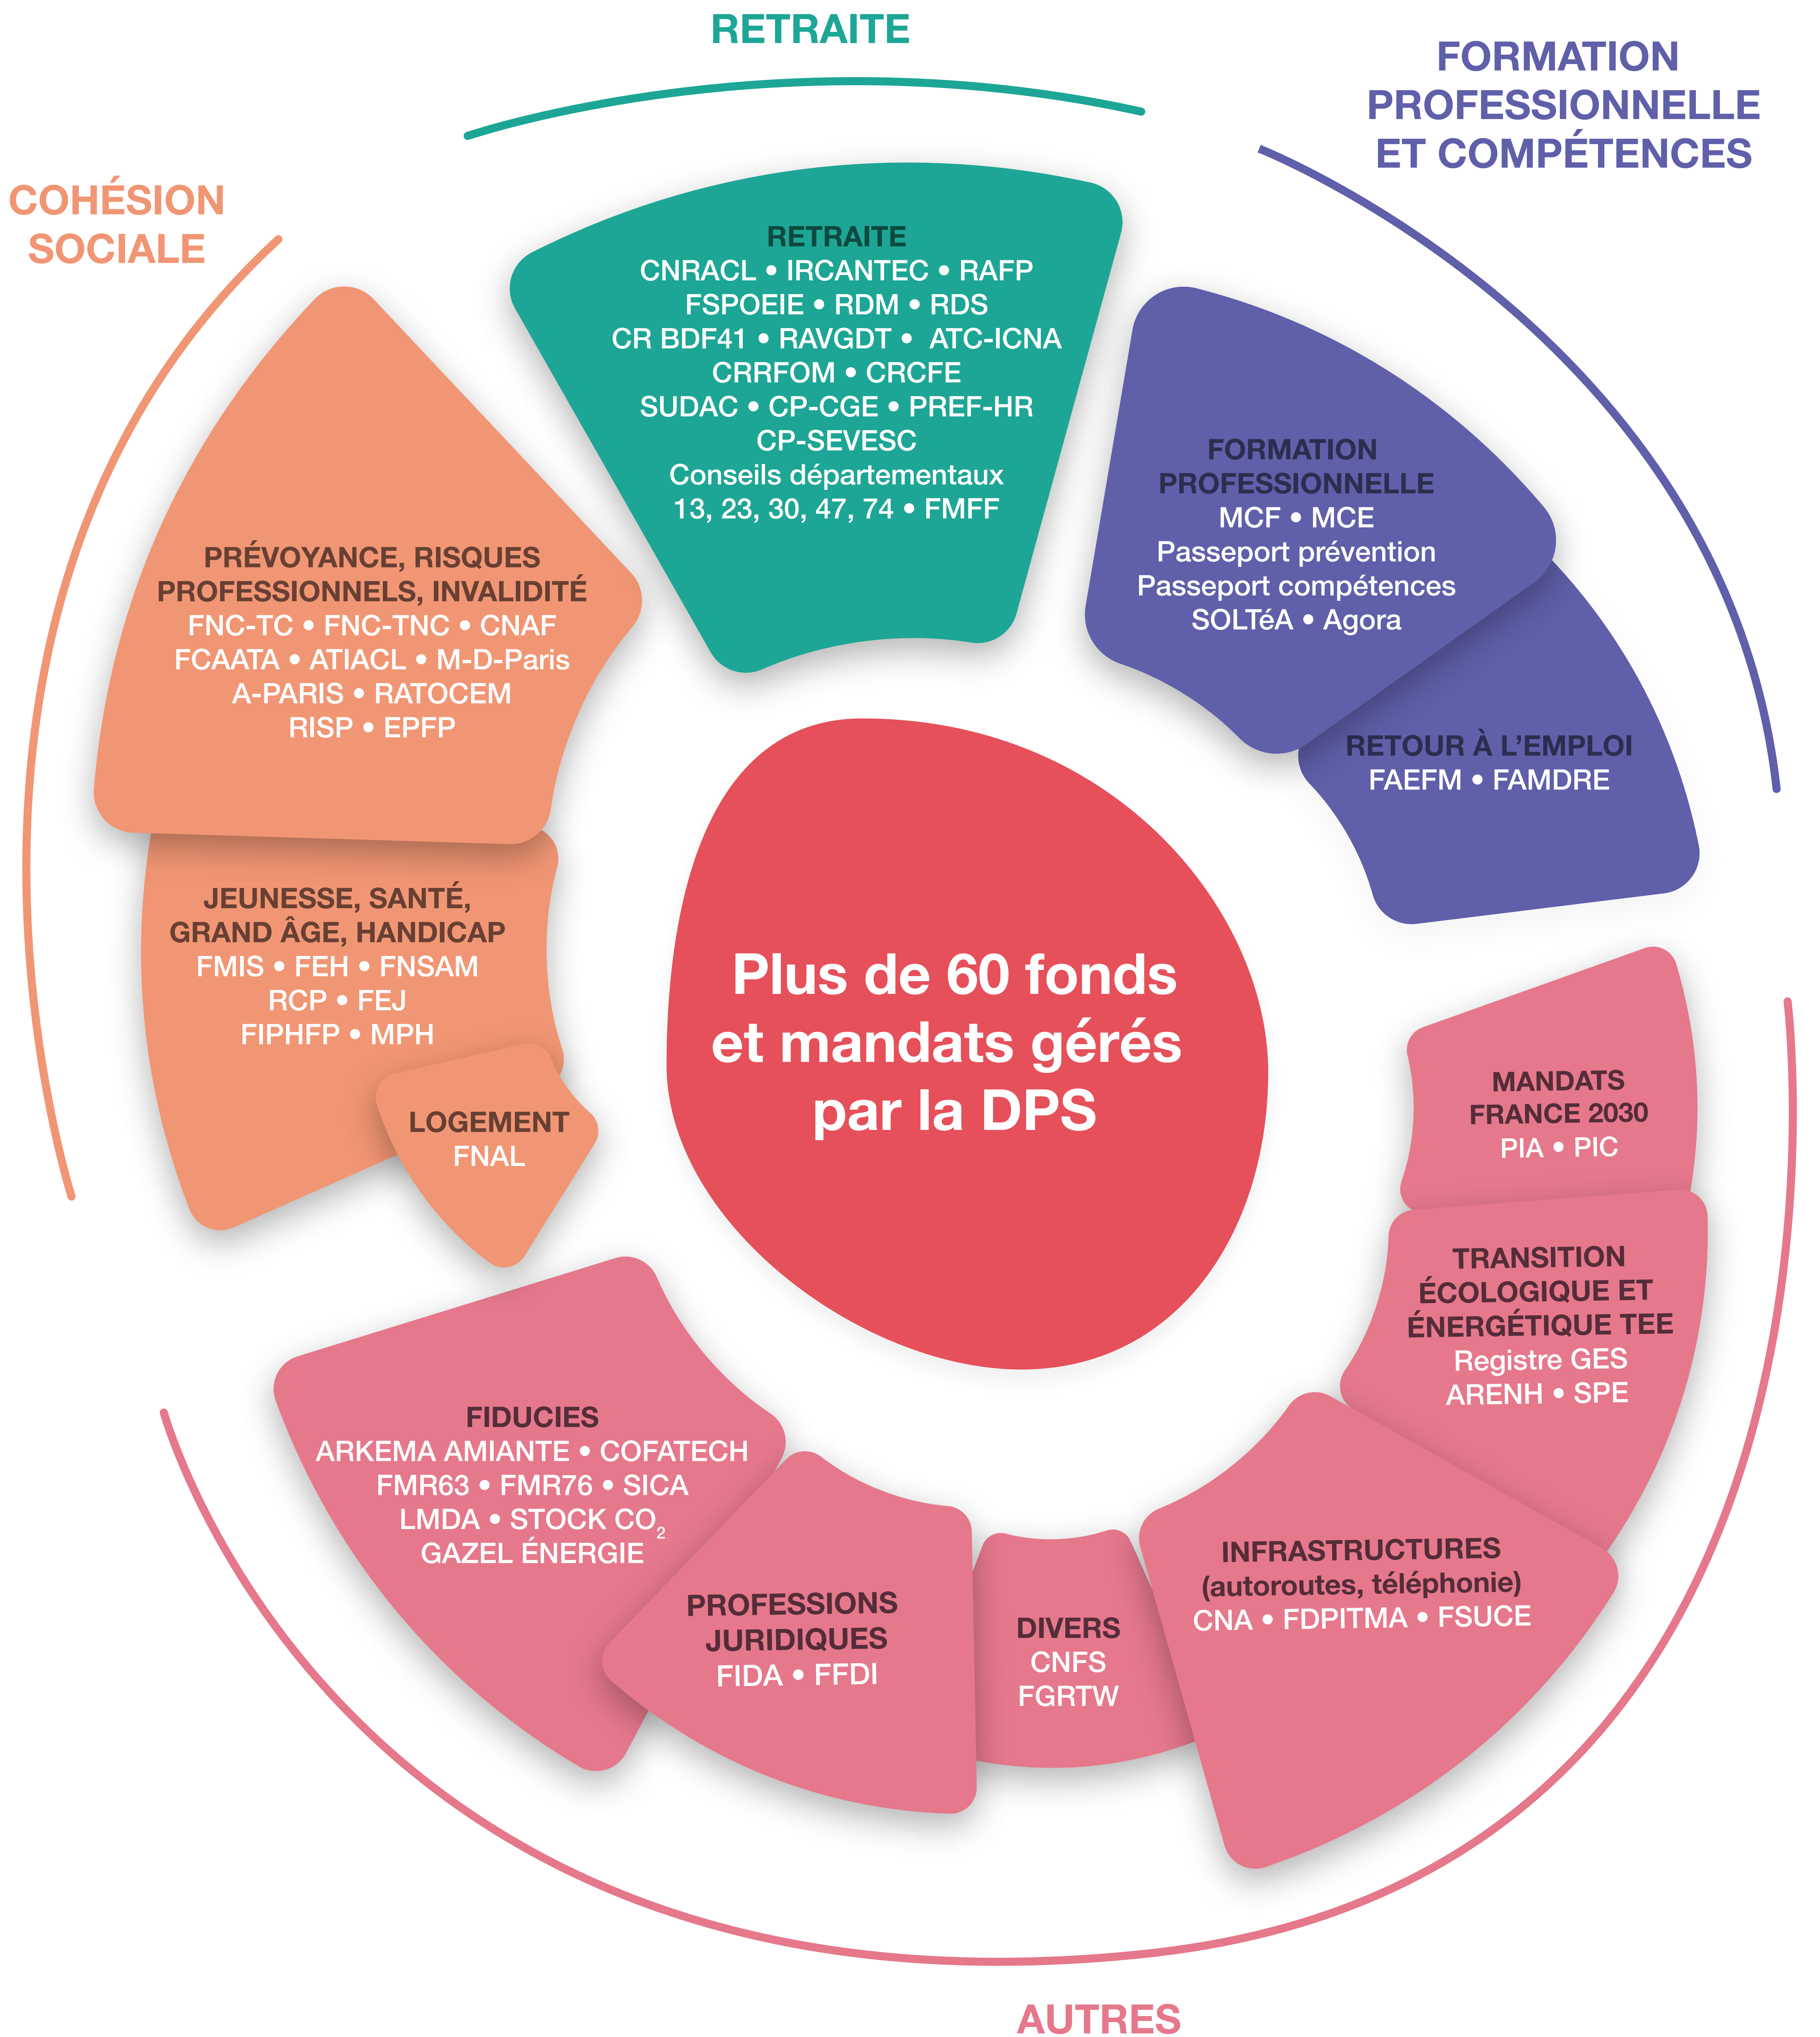 RETRAITE
FORMATION
PROFESSIONNELLE
ET COMPÉTENCES
COHÉSION
SOCIALE
RETRAITE
CNRACL • IRCANTEC • RAFP
FSPOEIE • RDM • RDS
CR BDF41 • RAVGDT • ATC-ICNA
CRRFOM • CRCFE
SUDAC • CP-CGE • PREF-HR
CP-SEVESC
Conseils départementaux
13, 23, 30, 47, 74 • FMFF
FORMATION
PROFESSIONNELLE
MCF • MCE
Passeport prévention
Passeport compétences
SOLTéA • Agora
RETOUR À L’EMPLOI
FAEFM • FAMDRE
PRÉVOYANCE, RISQUES
PROFESSIONNELS, INVALIDITÉ
FNC-TC • FNC-TNC • CNAF
FCAATA • ATIACL • M-D-Paris
A-PARIS • RATOCEM
RISP • EPFP
JEUNESSE, SANTÉ,
GRAND ÂGE, HANDICAP
FMIS • FEH • FNSAM
RCP • FEJ
FIPHFP • MPH
LOGEMENT
FNAL
Plus de 60 fonds
et mandats gérés
par la DPS
MANDATS
FRANCE 2030
PIA • PIC
TRANSITION
ÉCOLOGIQUE ET
ÉNERGÉTIQUE TEE
Registre GES
ARENH • SPE
INFRASTRUCTURES
(autoroutes, téléphonie)
CNA • FDPITMA • FSUCE
DIVERS
CNFS
FGRTW
PROFESSIONS
JURIDIQUES
FIDA • FFDI
FIDUCIES
ARKEMA AMIANTE • COFATECH
FMR63 • FMR76 • SICA
LMDA • STOCK CO₂
GAZEL ÉNERGIE
AUTRES